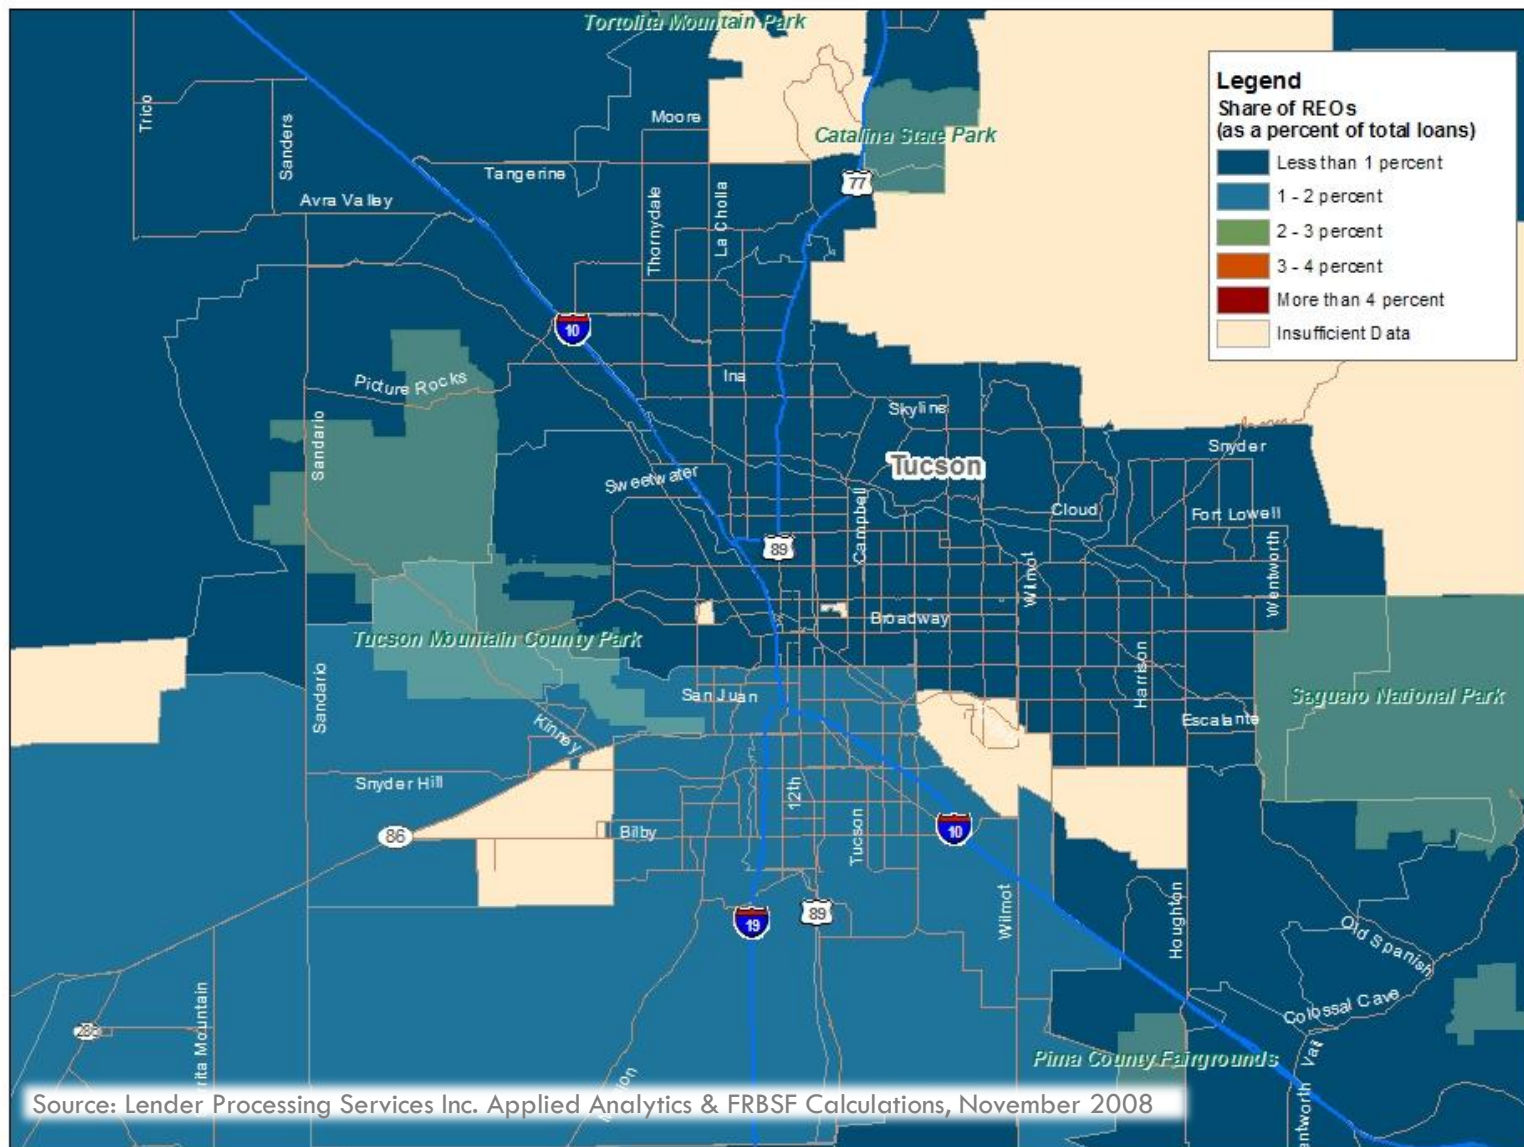 Tortolita Mountain Park
Legend
Share of REOs
(as a percent of total loans)
Less than 1 percent
1 - 2 percent
2 - 3 percent
3 - 4 percent
More than 4 percent
Insufficient Data
Trico
Sanders
Moore
Catalina State Park
Tangerine
77
Avra Valley
Thornydale
La Cholla
10
Picture Rocks
Ina
Skyline
Sandario
Snyder
Tucson
Sweetwater
Campbell
Cloud
Fort Lowell
89
Wilmot
Wentworth
Broadway
Tucson Mountain County Park
Sandario
San Juan
Harrison
Saguaro National Park
Escalante
Kinney
Snyder Hill
12th
86
Bilby
Tucson
10
Wilmot
Houghton
19
89
Old Spanish
Colossal Cave
286
Pima County Fairgrounds
Vail
Mountain
Source: Lender Processing Services Inc. Applied Analytics & FRBSF Calculations, November 2008